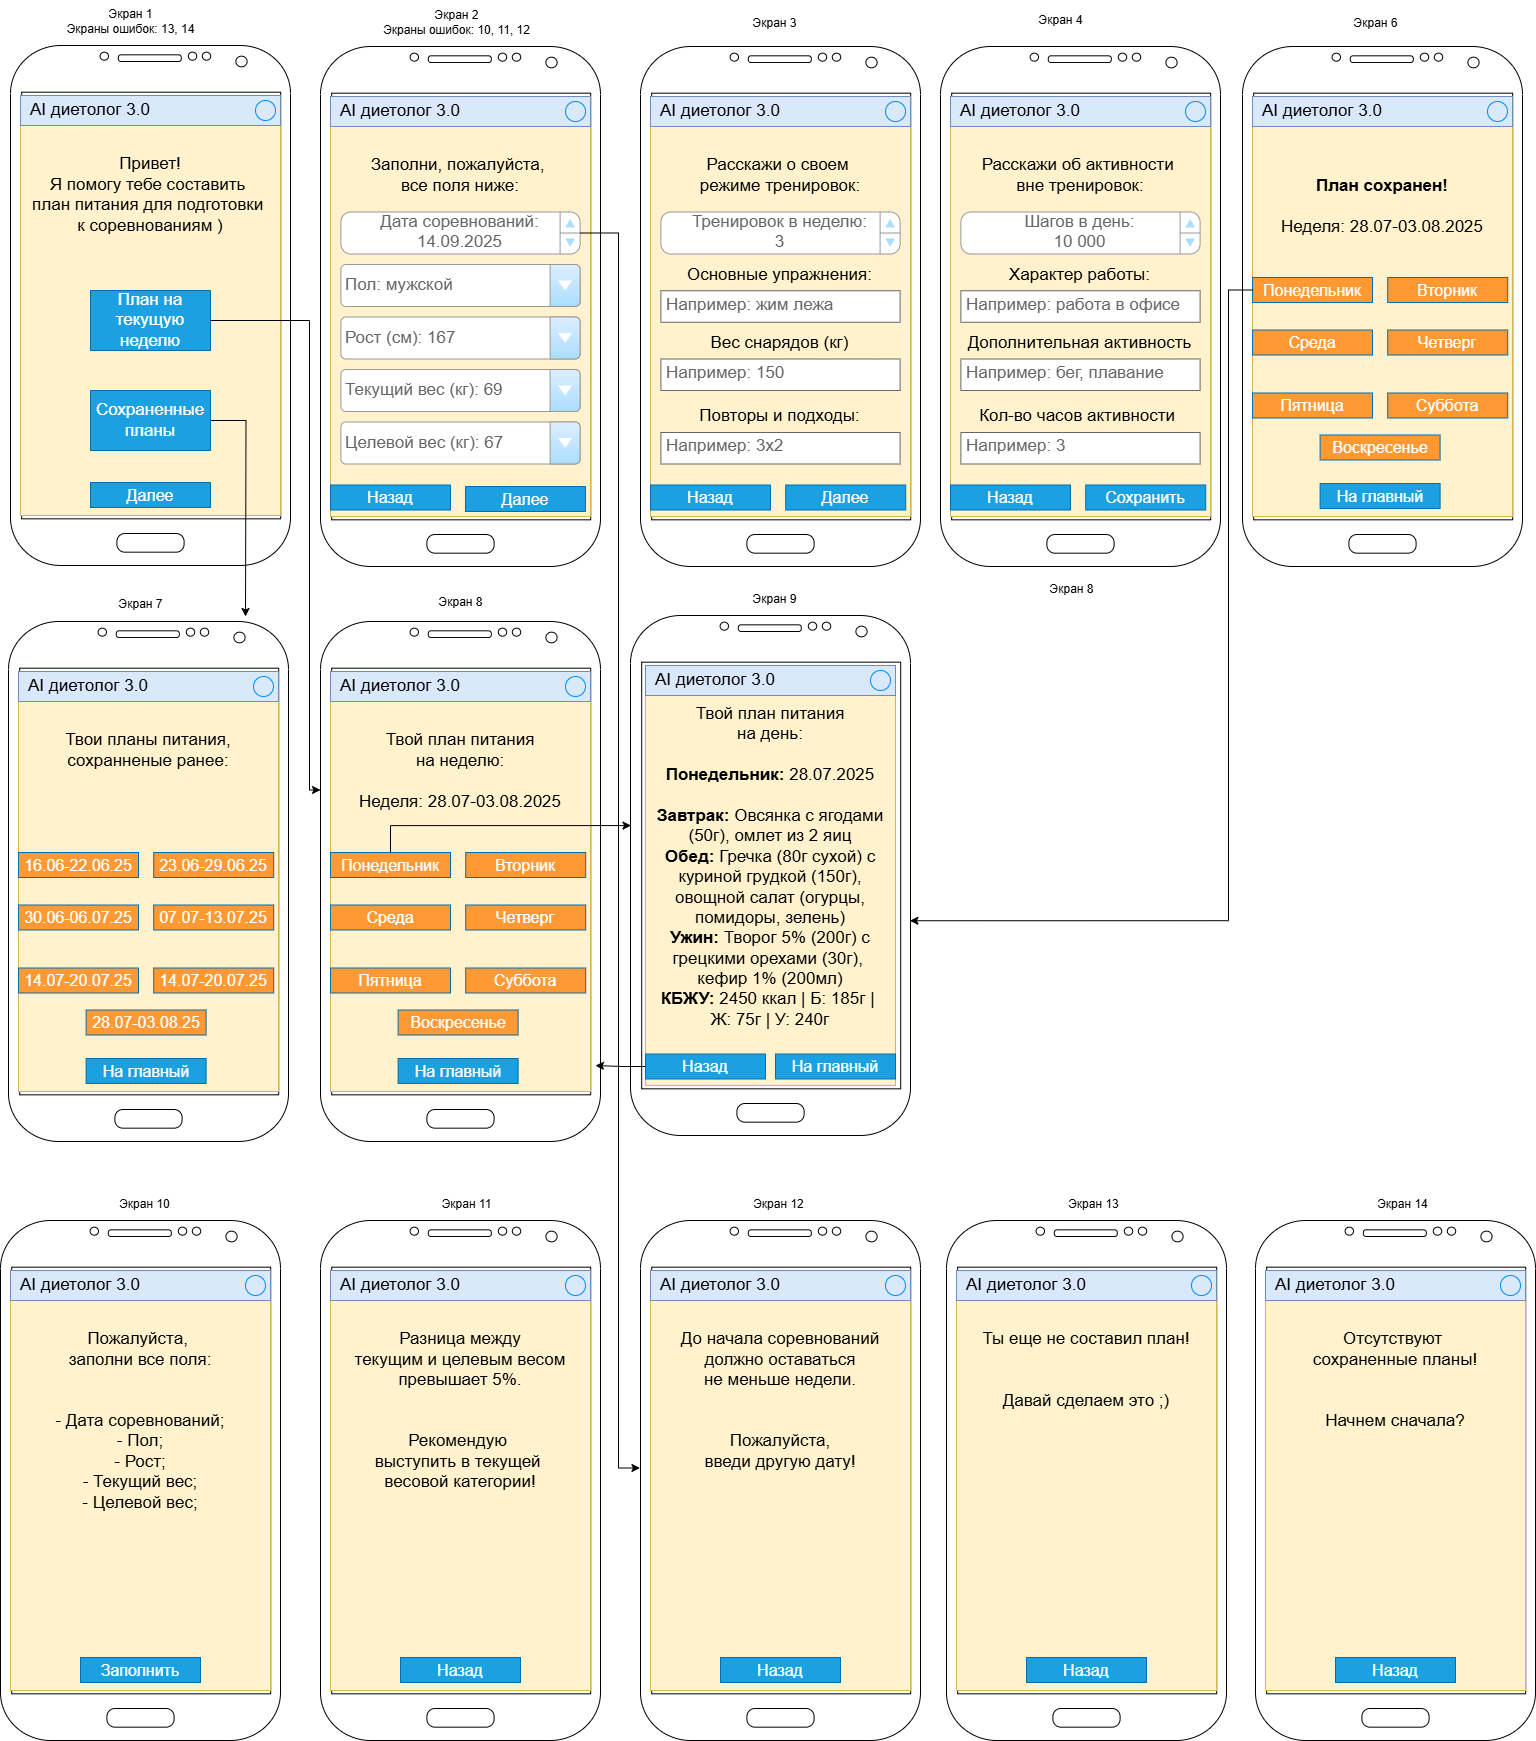 Экран 1
Экраны ошибок: 13, 14
AI диетолог 3.0
Привет!
Я помогу тебе составить
план питания для подготовки
к соревнованиям )
План на
текущую
неделю
Сохраненные
планы
Далее
Экран 2
Экраны ошибок: 10, 11, 12
AI диетолог 3.0
Заполни, пожалуйста,
все поля ниже:
Дата соревнований:
14.09.2025
Пол: мужской
Рост (см): 167
Текущий вес (кг): 69
Целевой вес (кг): 67
Назад
Далее
Экран 3
AI диетолог 3.0
Расскажи о своем
режиме тренировок:
Тренировок в неделю:
3
Основные упражнения:
Например: жим лежа
Вес снарядов (кг)
Например: 150
Повторы и подходы:
Например: 3х2
Назад
Далее
Экран 4
AI диетолог 3.0
Расскажи об активности
вне тренировок:
Шагов в день:
10 000
Характер работы:
Например: работа в офисе
Дополнительная активность
Например: бег, плавание
Кол-во часов активности
Например: 3
Назад
Сохранить
Экран 6
AI диетолог 3.0
План сохранен!
Неделя: 28.07-03.08.2025
Понедельник
Вторник
Среда
Четверг
Пятница
Суббота
Воскресенье
На главный
Экран 8
Экран 7
AI диетолог 3.0
Твои планы питания,
сохранненые ранее:
16.06-22.06.25
23.06-29.06.25
30.06-06.07.25
07.07-13.07.25
14.07-20.07.25
14.07-20.07.25
28.07-03.08.25
На главный
Экран 8
AI диетолог 3.0
Твой план питания
на неделю:
Неделя: 28.07-03.08.2025
Понедельник
Вторник
Среда
Четверг
Пятница
Суббота
Воскресенье
На главный
Экран 9
AI диетолог 3.0
Твой план питания
на день:
Понедельник: 28.07.2025
Завтрак: Овсянка с ягодами
(50г), омлет из 2 яиц
Обед: Гречка (80г сухой) с
куриной грудкой (150г),
овощной салат (огурцы,
помидоры, зелень)
Ужин: Творог 5% (200г) с
грецкими орехами (30г),
кефир 1% (200мл)
КБЖУ: 2450 ккал | Б: 185г |
Ж: 75г | У: 240г
Назад
На главный
Экран 10
AI диетолог 3.0
Пожалуйста,
заполни все поля:
- Дата соревнований;
- Пол;
- Рост;
- Текущий вес;
- Целевой вес;
Заполнить
Экран 11
AI диетолог 3.0
Разница между
текущим и целевым весом
превышает 5%.
Рекомендую
выступить в текущей
весовой категории!
Назад
Экран 12
AI диетолог 3.0
До начала соревнований
должно оставаться
не меньше недели.
Пожалуйста,
введи другую дату!
Назад
Экран 13
AI диетолог 3.0
Ты еще не составил план!
Давай сделаем это ;)
Назад
Экран 14
AI диетолог 3.0
Отсутствуют
сохраненные планы!
Начнем сначала?
Назад